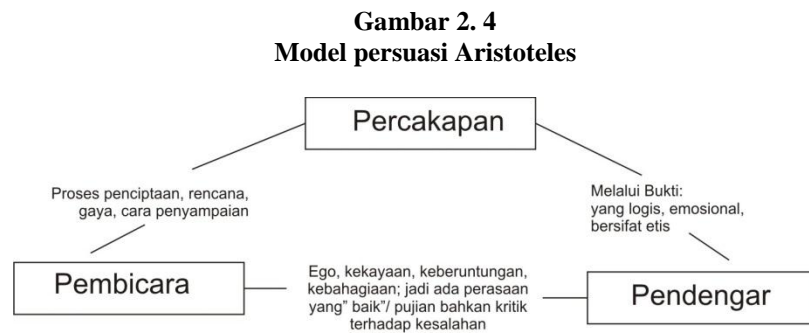 Gambar 2. 4
Model persuasi Aristoteles
Percakapan
Proses penciptaan, rencana,
gaya, cara penyampaian
Melalui Bukti:
yang logis, emosional,
bersifat etis
Pembicara
Ego, kekayaan, keberuntungan,
kebahagiaan; jadi ada perasaan
yang" baik"/ pujian bahkan kritik
terhadap kesalahan
Pendengar